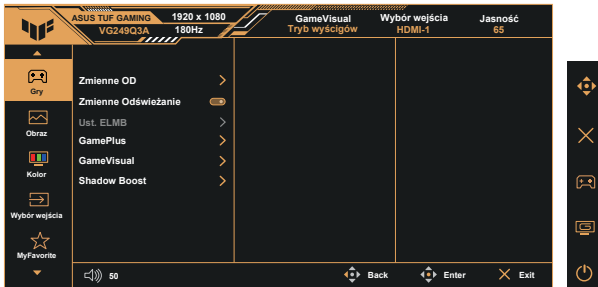 ASUS TUF GAMING 1920 x 1080 GameVisual Wybór wejścia Jasność
VG249Q3A 180Hz Tryb wyścigów HDMI-1 65
Gry
Obraz
Kolor
Wybór wejścia
MyFavorite
Zmienne OD
Zmienne Odświeżanie
Ust. ELMB
GamePlus
GameVisual
Shadow Boost
50 Back Enter Exit